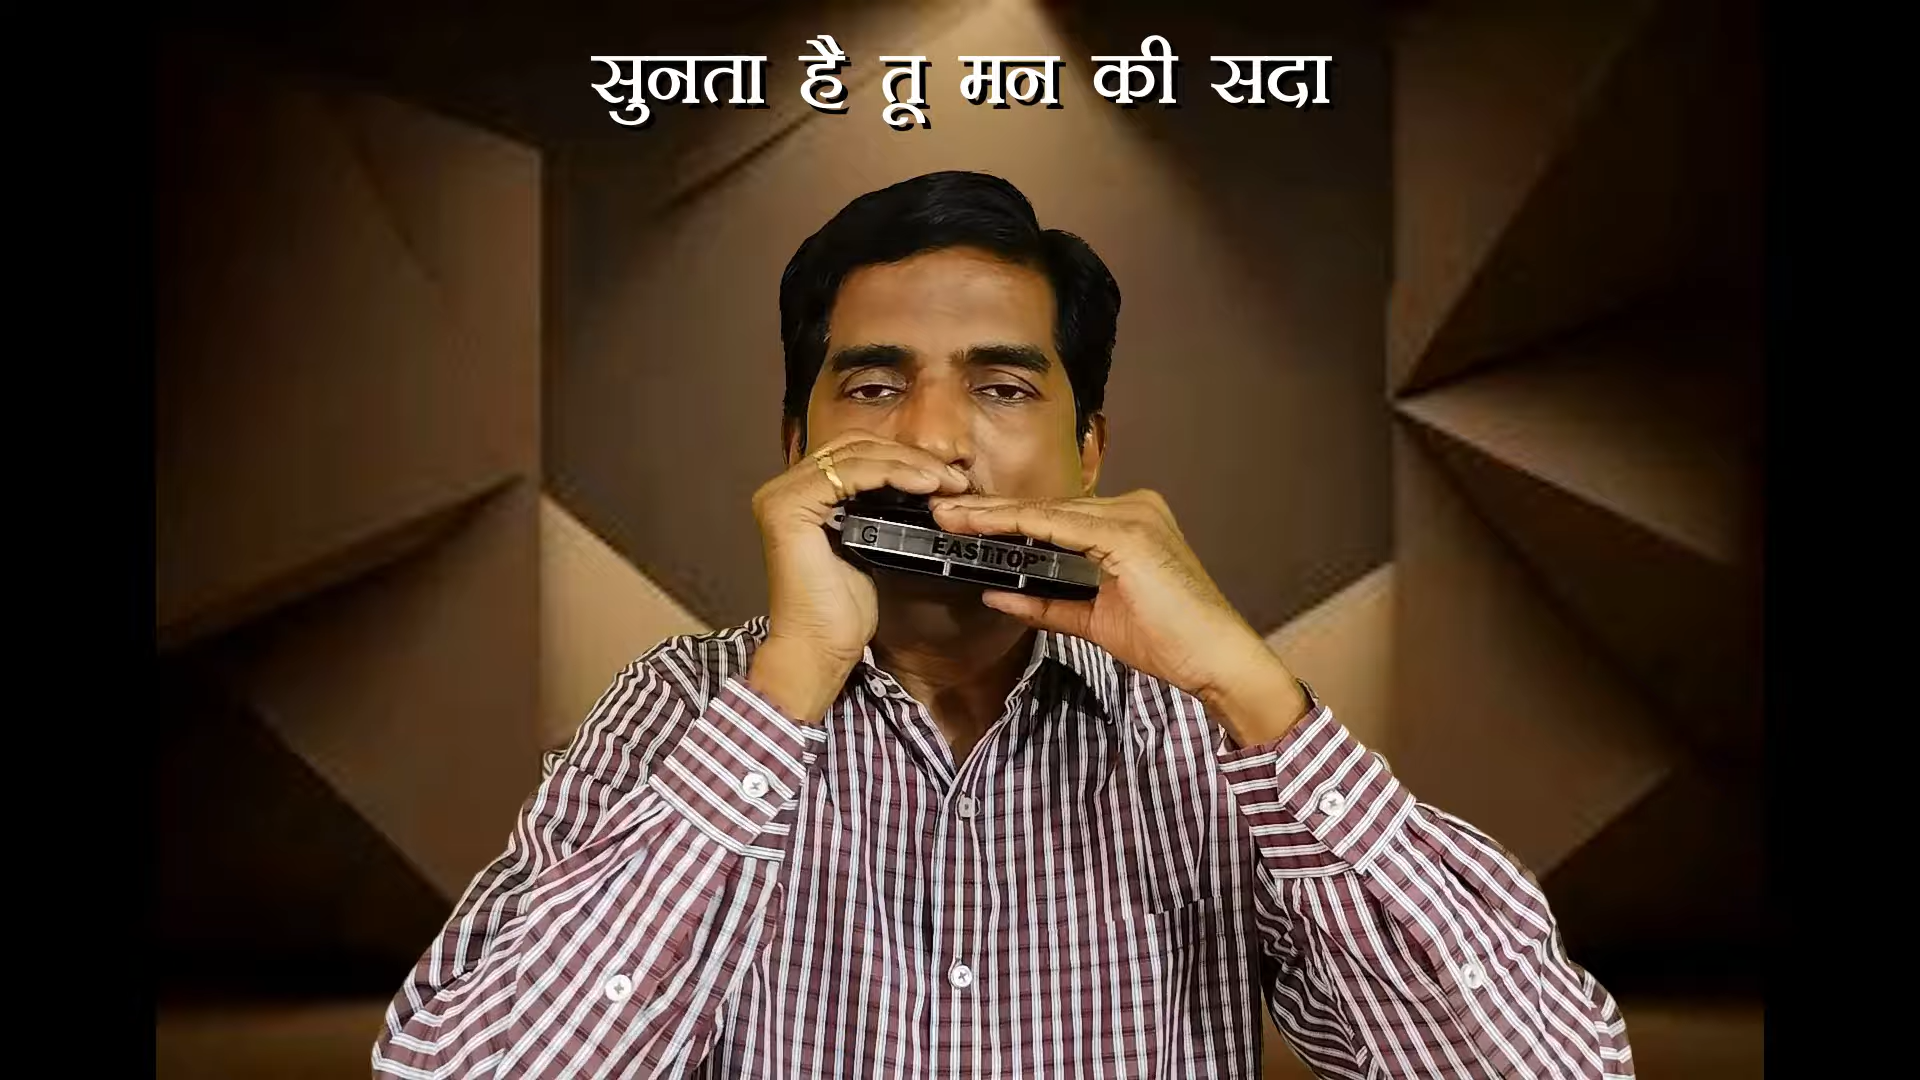 सुनता है तू मन की सदा
G EASTTOP